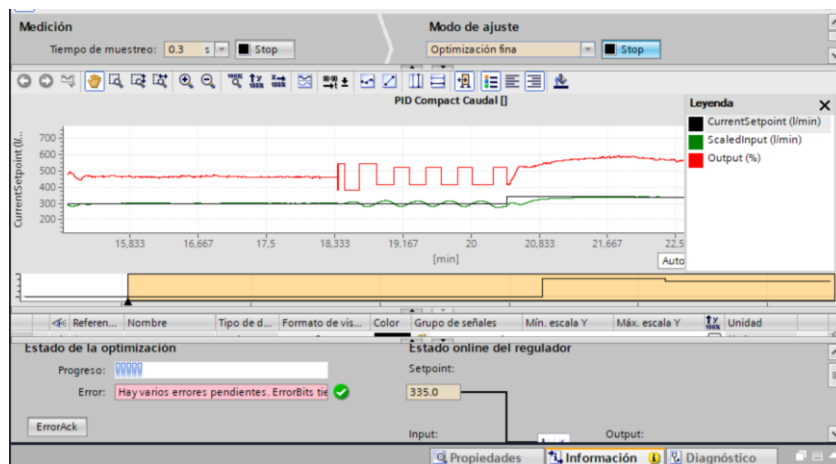 Medición
Modo de ajuste
Tiempo de muestreo: 0.3 s Stop
Optimización fina Stop
PID Compact Caudal []
Leyenda
CurrentSetpoint (l/min)
ScaledInput (l/min)
Output (%)
CurrentSetpoint (l/...
700
600
500
400
300
200
15,833 16,667 17,5 18,333 19,167 20 20,833 21,667 22,5
[min]
Auto
Referen... Nombre Tipo de d... Formato de vis... Color Grupo de señales Mín. escala Y Máx. escala Y Unidad
Estado de la optimización
Estado online del regulador
Progreso:
Setpoint:
Error: Hay varios errores pendientes. ErrorBits tie
335.0
ErrorAck
Input:
Output:
Propiedades Información Diagnóstico